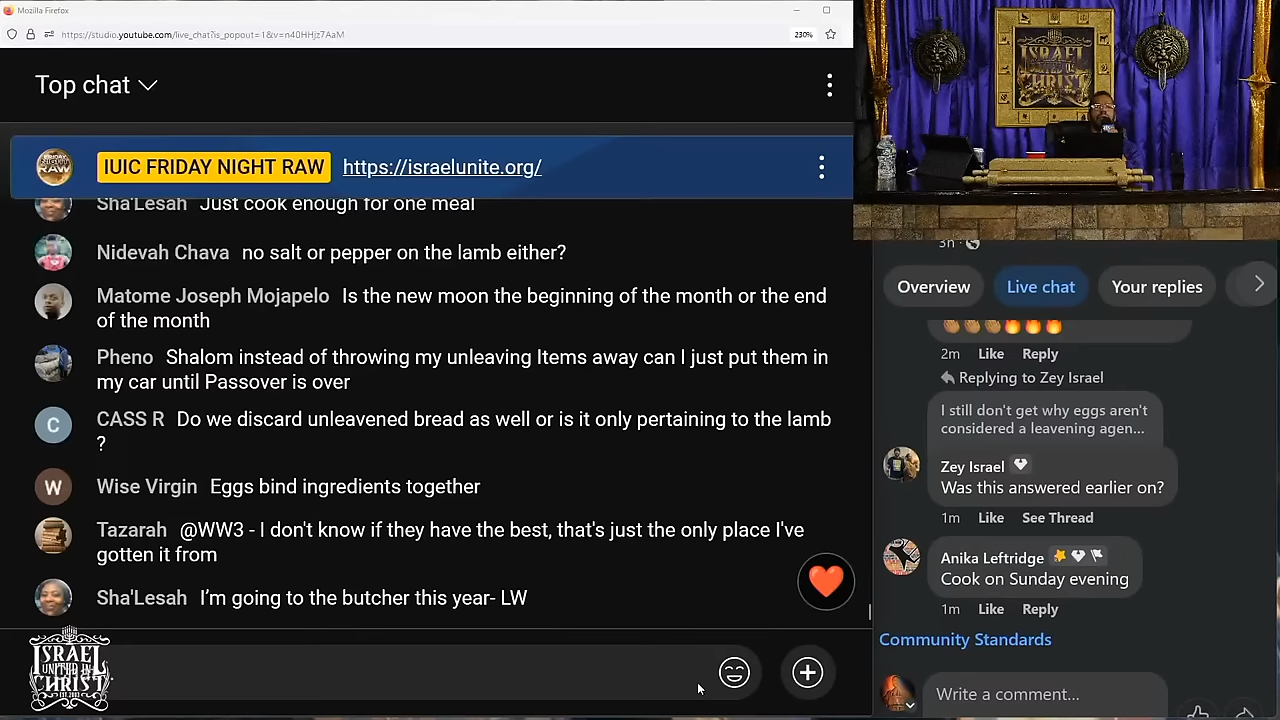 Mozilla Firefox
https://studio.youtube.com/live_chat?is_popout=1&v=n40HHjz7AaM
230%
Top chat
IUIC FRIDAY NIGHT RAW https://israelunite.org/
Sha'Lesah Just cook enough for one meal
Nidevah Chava no salt or pepper on the lamb either?
Matome Joseph Mojapelo Is the new moon the beginning of the month or the end
of the month
Pheno Shalom instead of throwing my unleaving Items away can I just put them in
my car until Passover is over
CASS R Do we discard unleavened bread as well or is it only pertaining to the lamb
?
C
Wise Virgin Eggs bind ingredients together
W
Tazarah @WW3 - I don't know if they have the best, that's just the only place I've
gotten it from
Sha'Lesah I'm going to the butcher this year- LW
ISRAEL
UNITED IN
CHRIST
ISRAEL
UNITED IN
CHRIST
3h
Overview
Live chat
Your replies
2m Like Reply
Replying to Zey Israel
I still don't get why eggs aren't
considered a leavening agen...
Zey Israel
Was this answered earlier on?
1m Like See Thread
Anika Leftridge
Cook on Sunday evening
1m Like Reply
Community Standards
Write a comment...